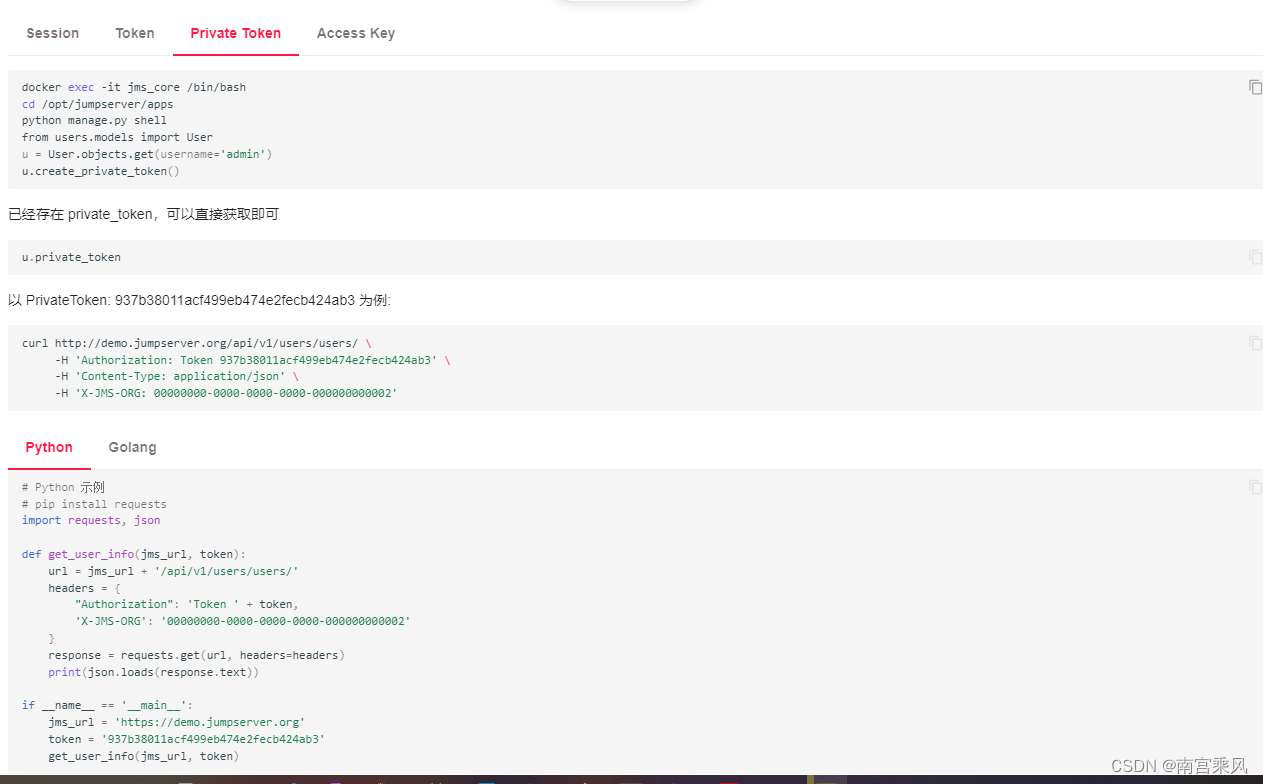 Session Token Private Token Access Key
docker exec -it jms_core /bin/bash
cd /opt/jumpserver/apps
python manage.py shell
from users.models import User
u = User.objects.get(username='admin')
u.create_private_token()
已经存在 private_token，可以直接获取即可
u.private_token
以 PrivateToken: 937b38011acf499eb474e2fecb424ab3 为例:
curl http://demo.jumpserver.org/api/v1/users/users/ \
     -H 'Authorization: Token 937b38011acf499eb474e2fecb424ab3' \
     -H 'Content-Type: application/json' \
     -H 'X-JMS-ORG: 00000000-0000-0000-0000-000000000002'
Python Golang
# Python 示例
# pip install requests
import requests, json
def get_user_info(jms_url, token):
    url = jms_url + '/api/v1/users/users/'
    headers = {
        "Authorization": 'Token ' + token,
        'X-JMS-ORG': '00000000-0000-0000-0000-000000000002'
    }
    response = requests.get(url, headers=headers)
    print(json.loads(response.text))
if __name__ == '__main__':
    jms_url = 'https://demo.jumpserver.org'
    token = '937b38011acf499eb474e2fecb424ab3'
    get_user_info(jms_url, token)
CSDN @南宫乘风